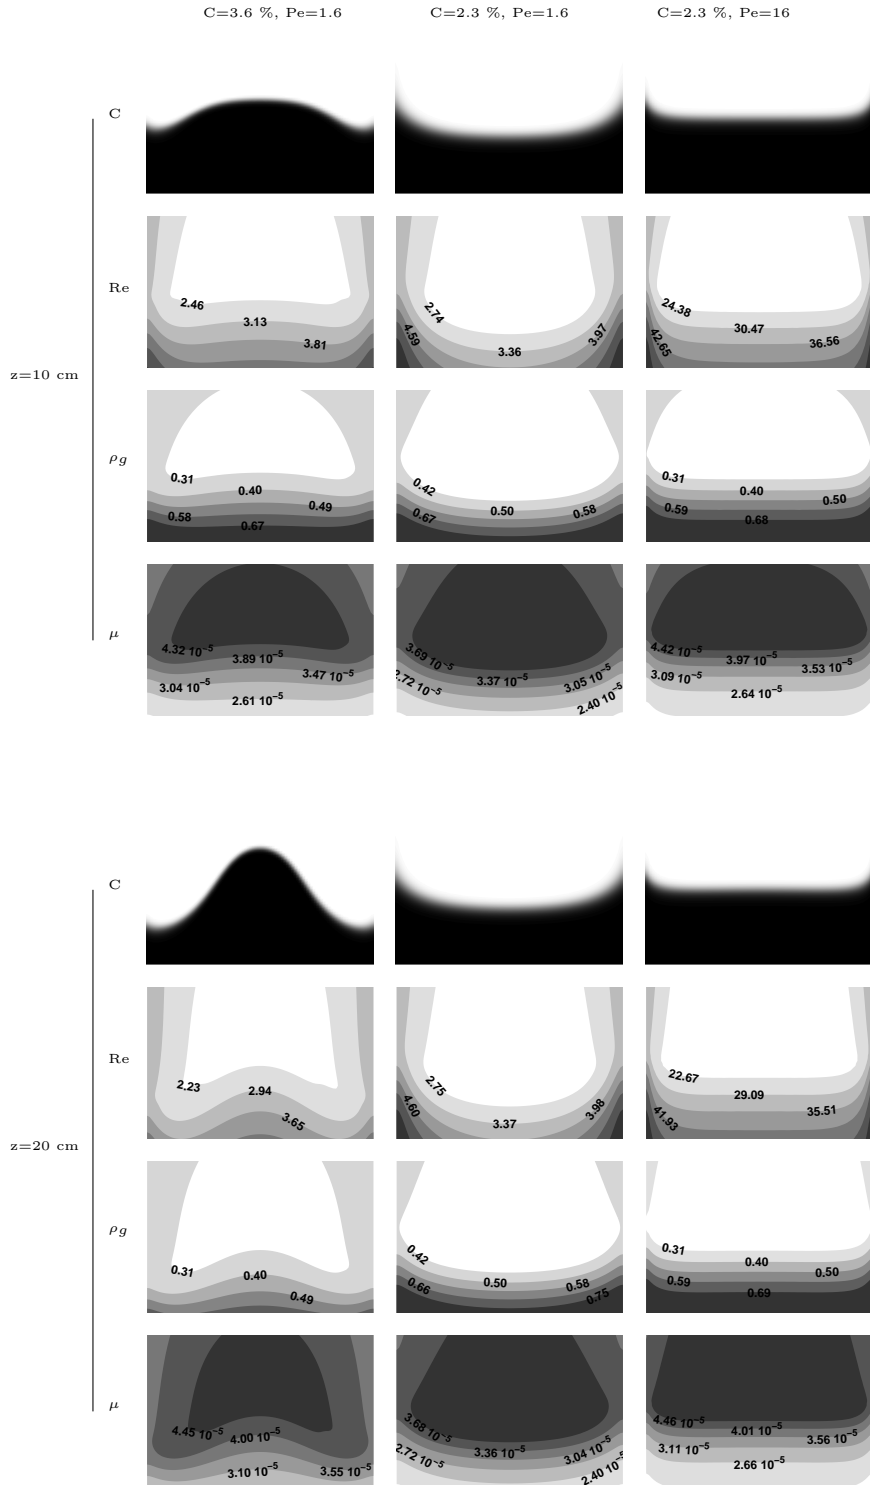 C=3.6 %, Pe=1.6 C=2.3 %, Pe=1.6 C=2.3 %, Pe=16
z=10 cm
C
Re
2.46 3.13 3.81
2.74 4.59 3.36 3.97
24.38 42.65 30.47 36.56
ρg
0.31 0.40 0.49 0.58 0.67
0.42 0.50 0.58 0.67
0.31 0.40 0.50 0.59 0.68
μ
4.32 10⁻⁵ 3.89 10⁻⁵ 3.47 10⁻⁵ 3.04 10⁻⁵ 2.61 10⁻⁵
3.69 10⁻⁵ 2.72 10⁻⁵ 3.37 10⁻⁵ 3.05 10⁻⁵ 2.40 10⁻⁵
4.42 10⁻⁵ 3.97 10⁻⁵ 3.53 10⁻⁵ 3.09 10⁻⁵ 2.64 10⁻⁵
z=20 cm
C
Re
2.23 2.94 3.65
2.75 4.60 3.37 3.98
22.67 41.93 29.09 35.51
ρg
0.31 0.40 0.49
0.42 0.50 0.58 0.66 0.75
0.31 0.40 0.50 0.59 0.69
μ
4.45 10⁻⁵ 4.00 10⁻⁵ 3.10 10⁻⁵ 3.55 10⁻⁵
3.68 10⁻⁵ 2.72 10⁻⁵ 3.36 10⁻⁵ 3.04 10⁻⁵ 2.40 10⁻⁵
4.46 10⁻⁵ 4.01 10⁻⁵ 3.56 10⁻⁵ 3.11 10⁻⁵ 2.66 10⁻⁵